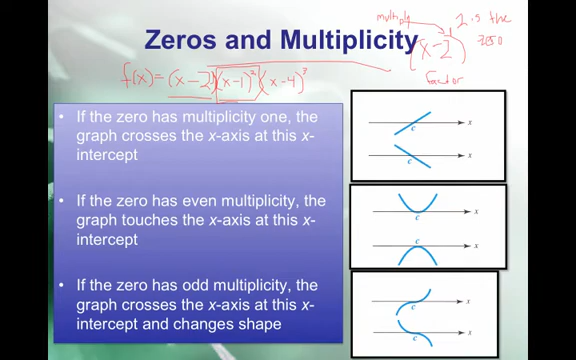 multiply
2 is the
zero
Zeros and Multiplicity
(x-2)¹
factor
f(x) = (x-2)(x-1)²(x-4)³
• If the zero has multiplicity one, the
graph crosses the x-axis at this x-
intercept
• If the zero has even multiplicity, the
graph touches the x-axis at this x-
intercept
• If the zero has odd multiplicity, the
graph crosses the x-axis at this x-
intercept and changes shape
c x
c x
c x
c x
c x
c x